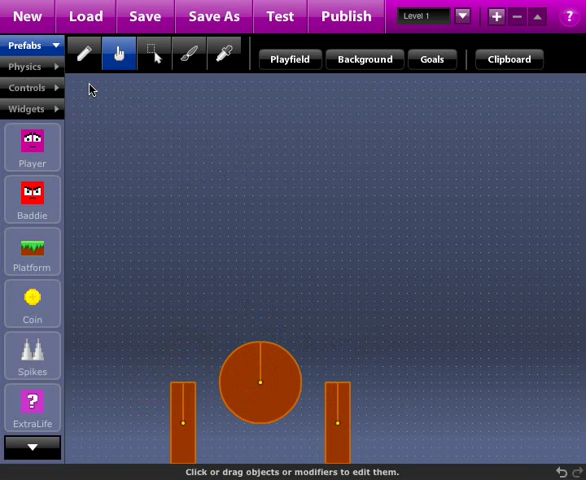 New Load Save Save As Test Publish Level 1 + − ?
Prefabs
Physics
Controls
Widgets
Playfield Background Goals Clipboard
Player
Baddie
Platform
Coin
Spikes
?
ExtraLife
Click or drag objects or modifiers to edit them.